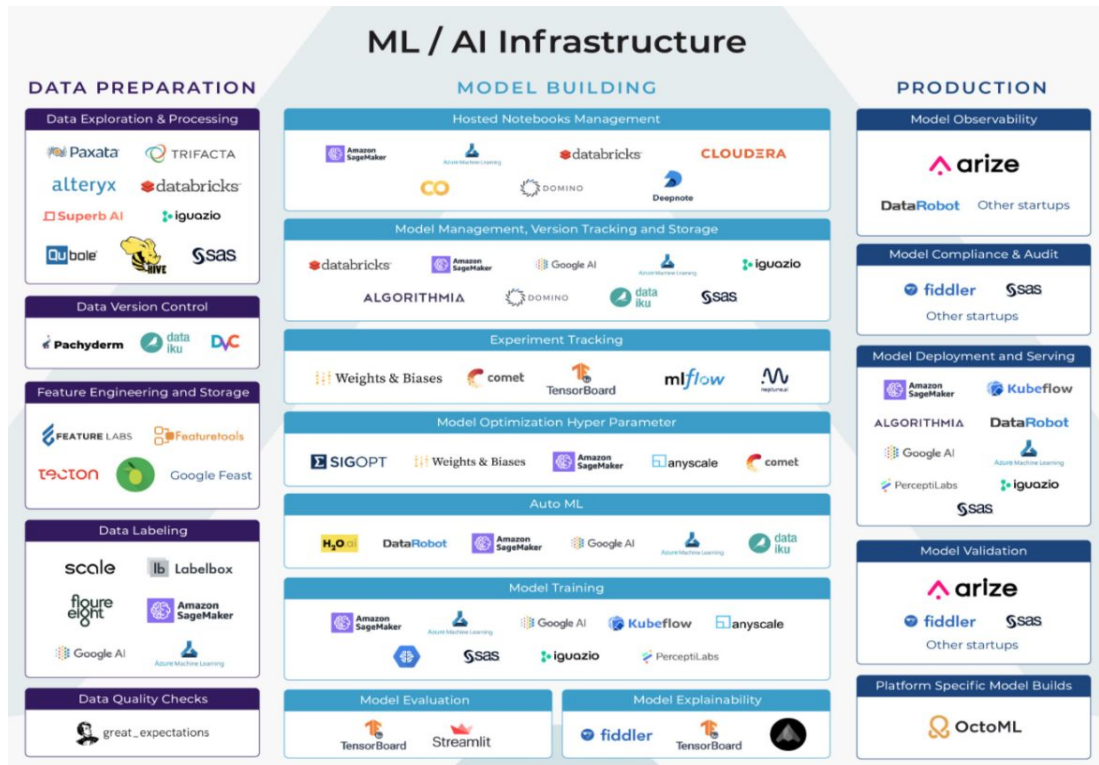 ML / AI Infrastructure
DATA PREPARATION
Data Exploration & Processing
Paxata
TRIFACTA
alteryx
databricks
Superb AI
iguazio
Qubole
HIVE
sas
Data Version Control
Pachyderm
data
iku
DVC
Feature Engineering and Storage
FEATURE LABS
Featuretools
TECTON
Google Feast
Data Labeling
scale
lb Labelbox
figure
eight
Amazon
SageMaker
Google AI
Azure Machine Learning
Data Quality Checks
great_expectations
MODEL BUILDING
Hosted Notebooks Management
Amazon
SageMaker
Azure Machine Learning
databricks
CLOUDERA
CO
DOMINO
Deepnote
Model Management, Version Tracking and Storage
databricks
Amazon
SageMaker
Google AI
Azure Machine Learning
iguazio
ALGORITHMIA
DOMINO
data
iku
sas
Experiment Tracking
Weights & Biases
comet
TensorBoard
mlflow
neptune.ai
Model Optimization Hyper Parameter
Σ SIGOPT
Weights & Biases
Amazon
SageMaker
anyscale
comet
Auto ML
H2O.ai
DataRobot
Amazon
SageMaker
Google AI
Azure Machine Learning
data
iku
Model Training
Amazon
SageMaker
Azure Machine Learning
Google AI
Kubeflow
anyscale
sas
iguazio
PerceptiLabs
Model Evaluation
TensorBoard
Streamlit
Model Explainability
fiddler
TensorBoard
PRODUCTION
Model Observability
arize
DataRobot
Other startups
Model Compliance & Audit
fiddler
sas
Other startups
Model Deployment and Serving
Amazon
SageMaker
Kubeflow
ALGORITHMIA
DataRobot
Google AI
Azure Machine Learning
PerceptiLabs
iguazio
sas
Model Validation
arize
fiddler
sas
Other startups
Platform Specific Model Builds
OctoML